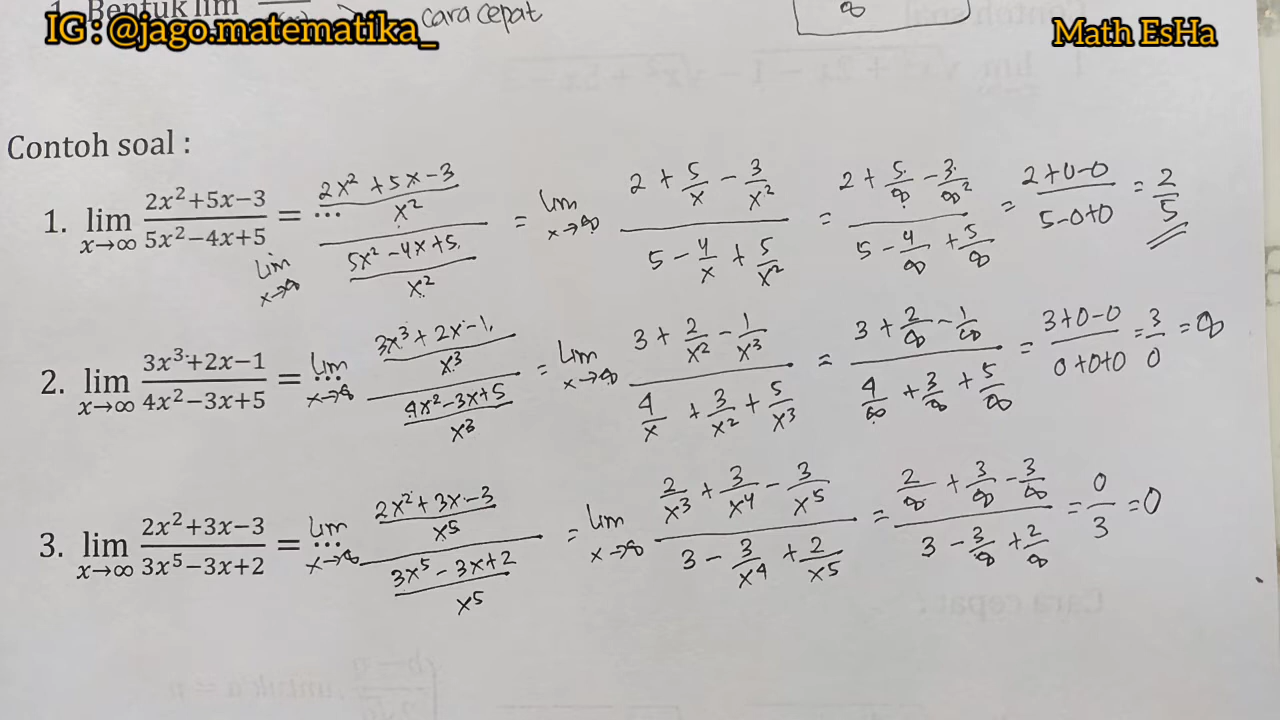 1. Bentuk lim cara cepat
∞
IG : @jago.matematika_
Math EsHa
Contoh soal :
1. lim x→∞ (2x²+5x−3)/(5x²−4x+5) = ... lim x→∞ ((2x²+5x−3)/x²)/((5x²−4x+5)/x²) = lim x→∞ (2 + 5/x − 3/x²)/(5 − 4/x + 5/x²) = (2 + 5/∞ − 3/∞²)/(5 − 4/∞ + 5/∞) = (2+0−0)/(5−0+0) = 2/5
2. lim x→∞ (3x³+2x−1)/(4x²−3x+5) = ... lim x→∞ ((3x³+2x−1)/x³)/((4x²−3x+5)/x³) = lim x→∞ (3 + 2/x² − 1/x³)/(4/x + 3/x² + 5/x³) = (3 + 2/∞ − 1/∞)/(4/∞ + 3/∞ + 5/∞) = (3+0−0)/(0+0+0) = 3/0 = ∞
3. lim x→∞ (2x²+3x−3)/(3x⁵−3x+2) = ... lim x→∞ ((2x²+3x−3)/x⁵)/((3x⁵−3x+2)/x⁵) = lim x→∞ (2/x³ + 3/x⁴ − 3/x⁵)/(3 − 3/x⁴ + 2/x⁵) = (2/∞ + 3/∞ − 3/∞)/(3 − 3/∞ + 2/∞) = 0/3 = 0